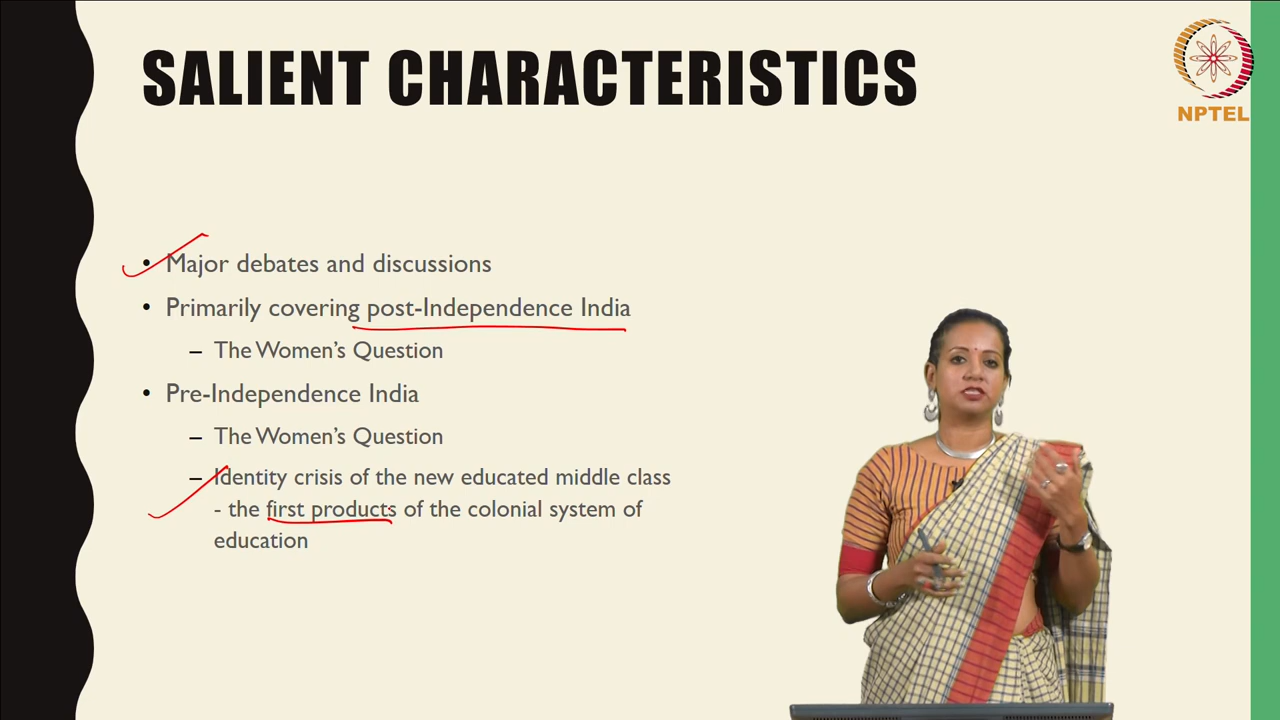 SALIENT CHARACTERISTICS
NPTEL
• Major debates and discussions
• Primarily covering post-Independence India
– The Women's Question
• Pre-Independence India
– The Women's Question
– Identity crisis of the new educated middle class
- the first products of the colonial system of
education